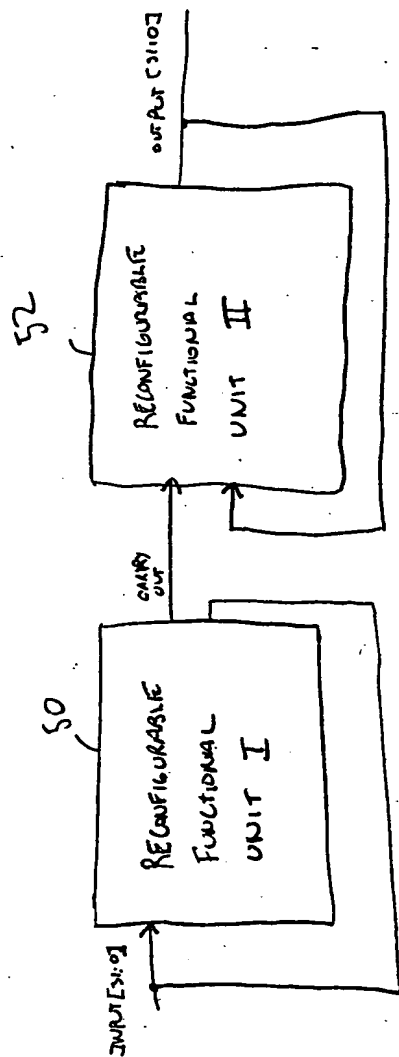 INPUT [31:0]
50
RECONFIGURABLE
FUNCTIONAL
UNIT I
CARRY
OUT
52
RECONFIGURABLE
FUNCTIONAL
UNIT II
OUTPUT [31:0]